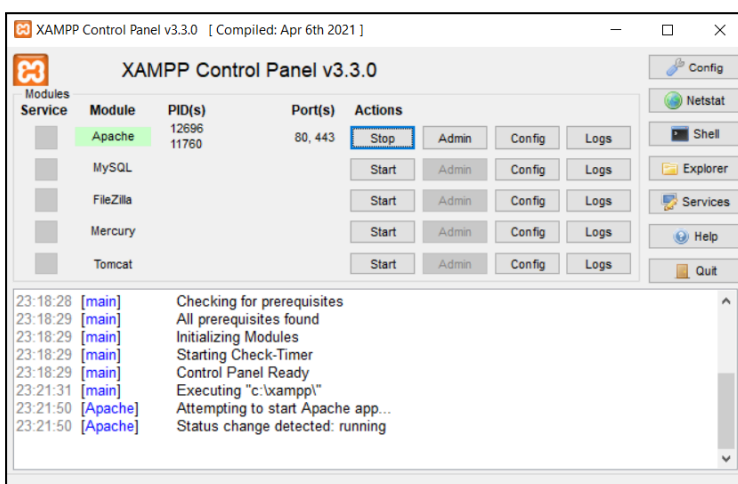 XAMPP Control Panel v3.3.0 [ Compiled: Apr 6th 2021 ]
XAMPP Control Panel v3.3.0
Config
Modules
Service Module PID(s) Port(s) Actions
Netstat
Apache 12696 11760 80, 443 Stop Admin Config Logs
Shell
MySQL Start Admin Config Logs
Explorer
FileZilla Start Admin Config Logs
Services
Mercury Start Admin Config Logs
Help
Tomcat Start Admin Config Logs
Quit
23:18:28 [main] Checking for prerequisites
23:18:29 [main] All prerequisites found
23:18:29 [main] Initializing Modules
23:18:29 [main] Starting Check-Timer
23:18:29 [main] Control Panel Ready
23:21:31 [main] Executing "c:\xampp\"
23:21:50 [Apache] Attempting to start Apache app...
23:21:50 [Apache] Status change detected: running